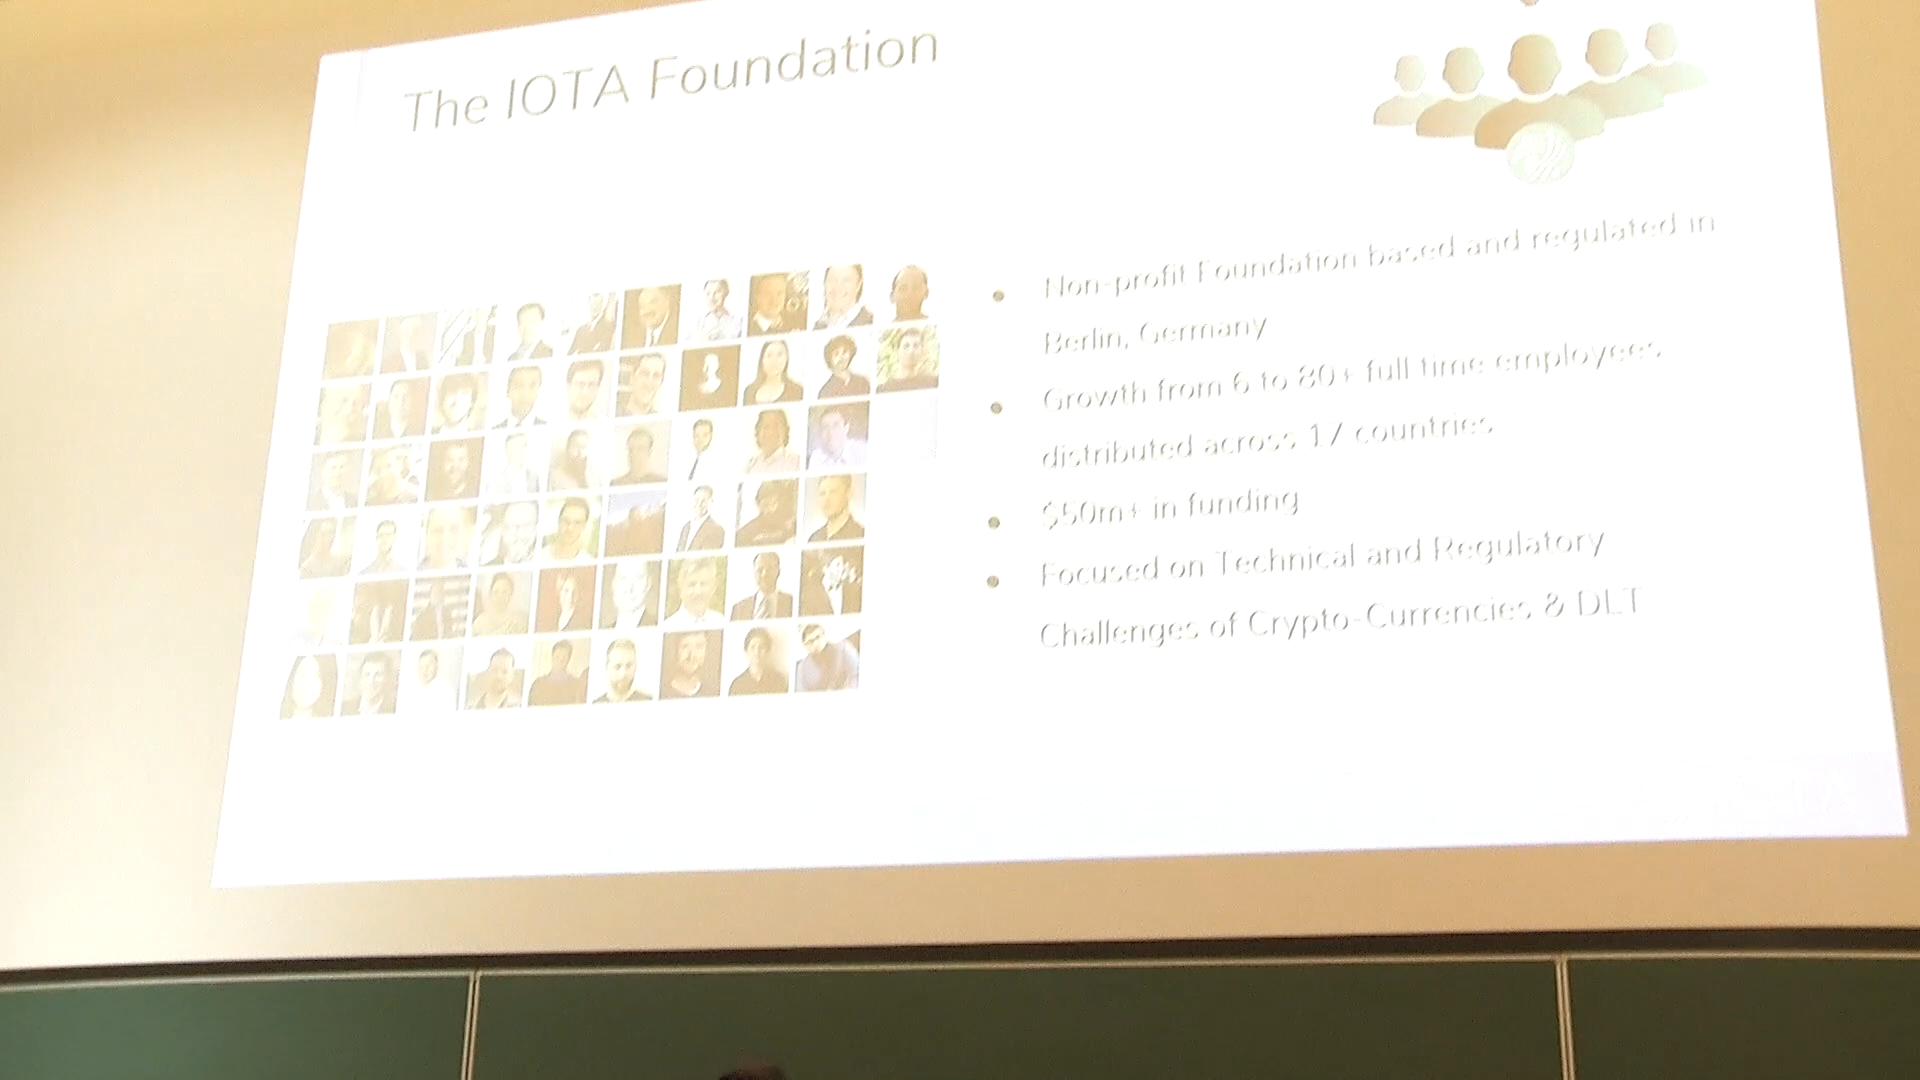 The IOTA Foundation
Non-profit Foundation based and regulated in
Berlin, Germany
Growth from 6 to 80+ full time employees
distributed across 17 countries
$50m+ in funding
Focused on Technical and Regulatory
Challenges of Crypto-Currencies & DLT